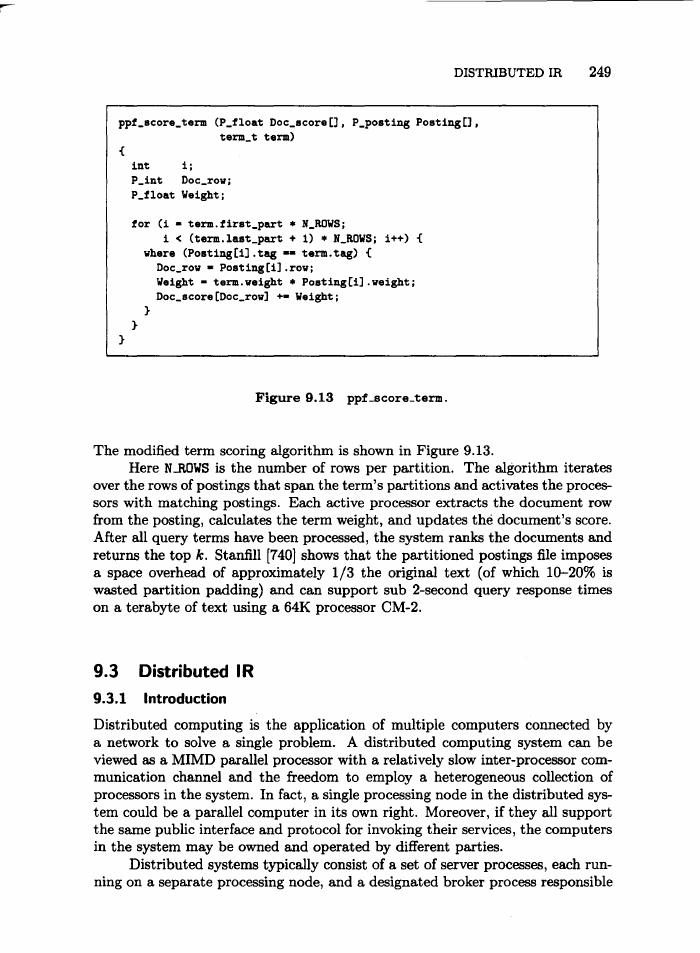 DISTRIBUTED IR 249
ppf_score_term (P_float Doc_score[], P_posting Posting[],
term_t term)
{
int i;
P_int Doc_row;
P_float Weight;
for (i = term.first_part * N_ROWS;
i < (term.last_part + 1) * N_ROWS; i++) {
where (Posting[i].tag == term.tag) {
Doc_row = Posting[i].row;
Weight = term.weight * Posting[i].weight;
Doc_score[Doc_row] += Weight;
}
}
}
Figure 9.13 ppf_score_term.
The modified term scoring algorithm is shown in Figure 9.13.
Here N_ROWS is the number of rows per partition. The algorithm iterates
over the rows of postings that span the term's partitions and activates the proces-
sors with matching postings. Each active processor extracts the document row
from the posting, calculates the term weight, and updates the document's score.
After all query terms have been processed, the system ranks the documents and
returns the top k. Stanfill [740] shows that the partitioned postings file imposes
a space overhead of approximately 1/3 the original text (of which 10–20% is
wasted partition padding) and can support sub 2-second query response times
on a terabyte of text using a 64K processor CM-2.
9.3 Distributed IR
9.3.1 Introduction
Distributed computing is the application of multiple computers connected by
a network to solve a single problem. A distributed computing system can be
viewed as a MIMD parallel processor with a relatively slow inter-processor com-
munication channel and the freedom to employ a heterogeneous collection of
processors in the system. In fact, a single processing node in the distributed sys-
tem could be a parallel computer in its own right. Moreover, if they all support
the same public interface and protocol for invoking their services, the computers
in the system may be owned and operated by different parties.
Distributed systems typically consist of a set of server processes, each run-
ning on a separate processing node, and a designated broker process responsible